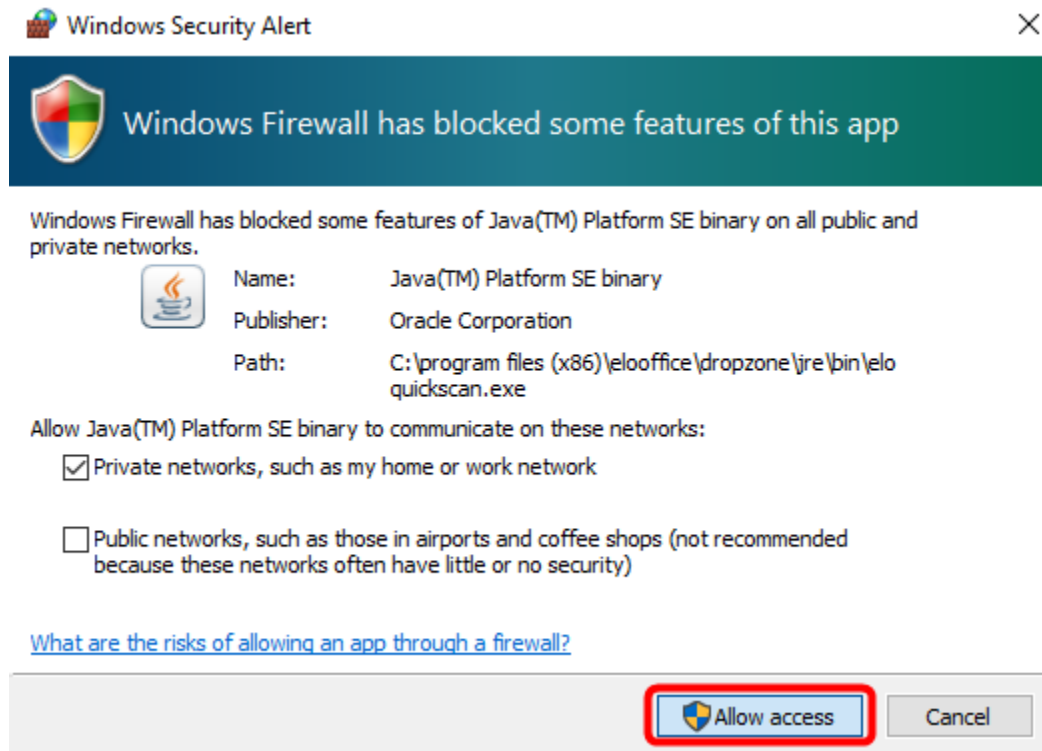 Windows Security Alert
Windows Firewall has blocked some features of this app
Windows Firewall has blocked some features of Java(TM) Platform SE binary on all public and
private networks.
Name: Java(TM) Platform SE binary
Publisher: Oracle Corporation
Path: C:\program files (x86)\elooffice\dropzone\jre\bin\elo
quickscan.exe
Allow Java(TM) Platform SE binary to communicate on these networks:
Private networks, such as my home or work network
Public networks, such as those in airports and coffee shops (not recommended
because these networks often have little or no security)
What are the risks of allowing an app through a firewall?
Allow access Cancel